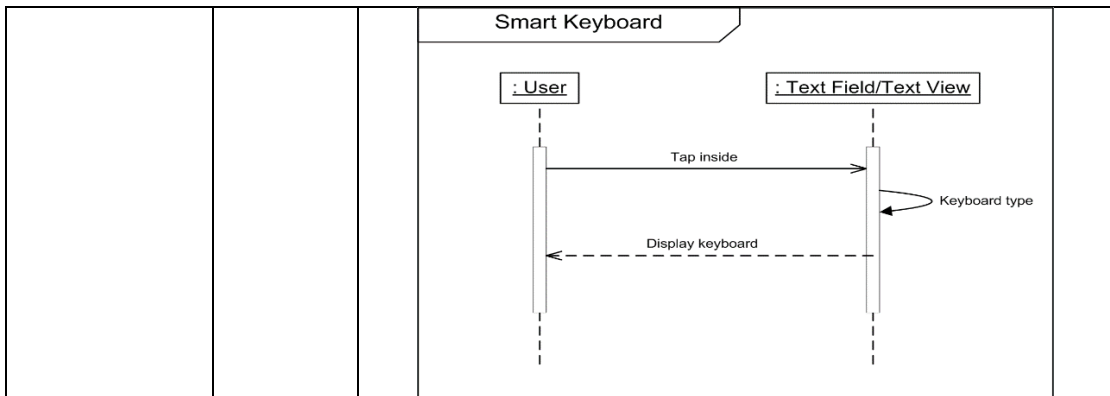 Smart Keyboard
: User
: Text Field/Text View
Tap inside
Keyboard type
Display keyboard